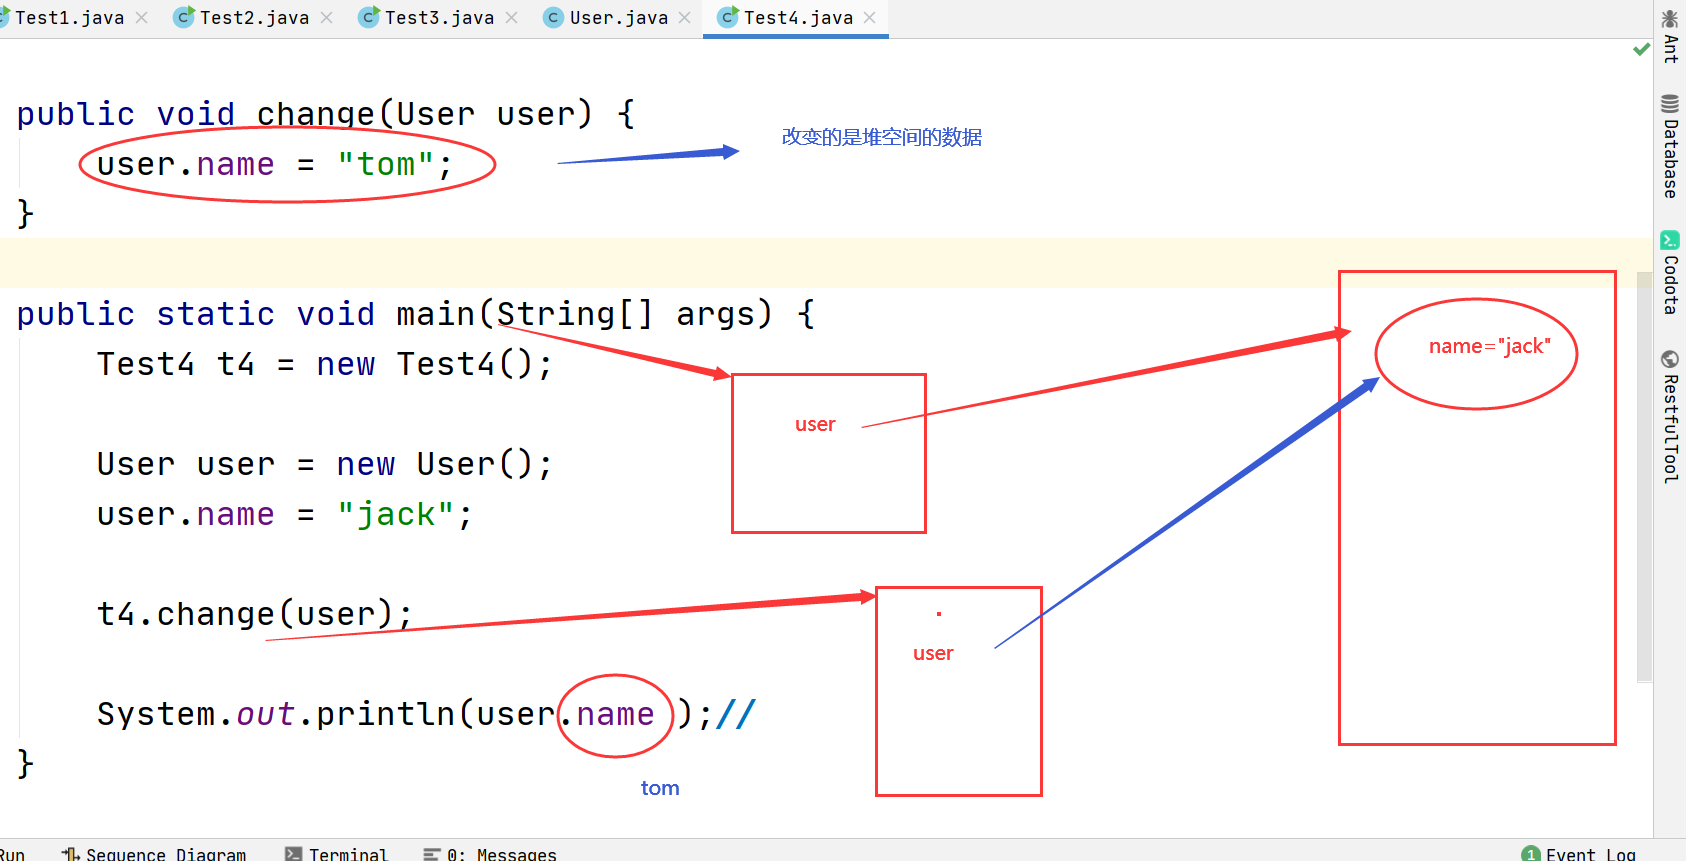 Test1.java
Test2.java
Test3.java
User.java
Test4.java
public void change(User user) {
user.name = "tom";
}
改变的是堆空间的数据
public static void main(String[] args) {
Test4 t4 = new Test4();
User user = new User();
user.name = "jack";
t4.change(user);
System.out.println(user.name );//
}
user
name="jack"
user
tom
Ant
Database
Codota
RestfulTool
Run
Sequence Diagram
Terminal
0: Messages
1 Event Log